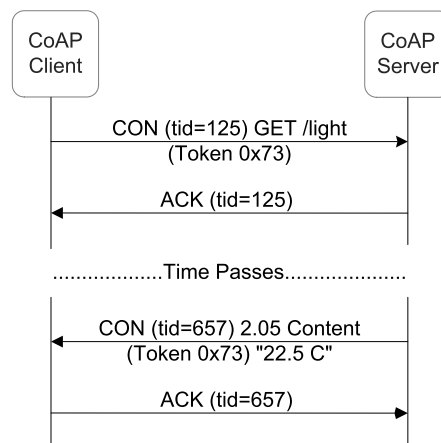 CoAP
Client
CoAP
Server
CON (tid=125) GET /light
(Token 0x73)
ACK (tid=125)
...................Time Passes.....................
CON (tid=657) 2.05 Content
(Token 0x73) "22.5 C"
ACK (tid=657)